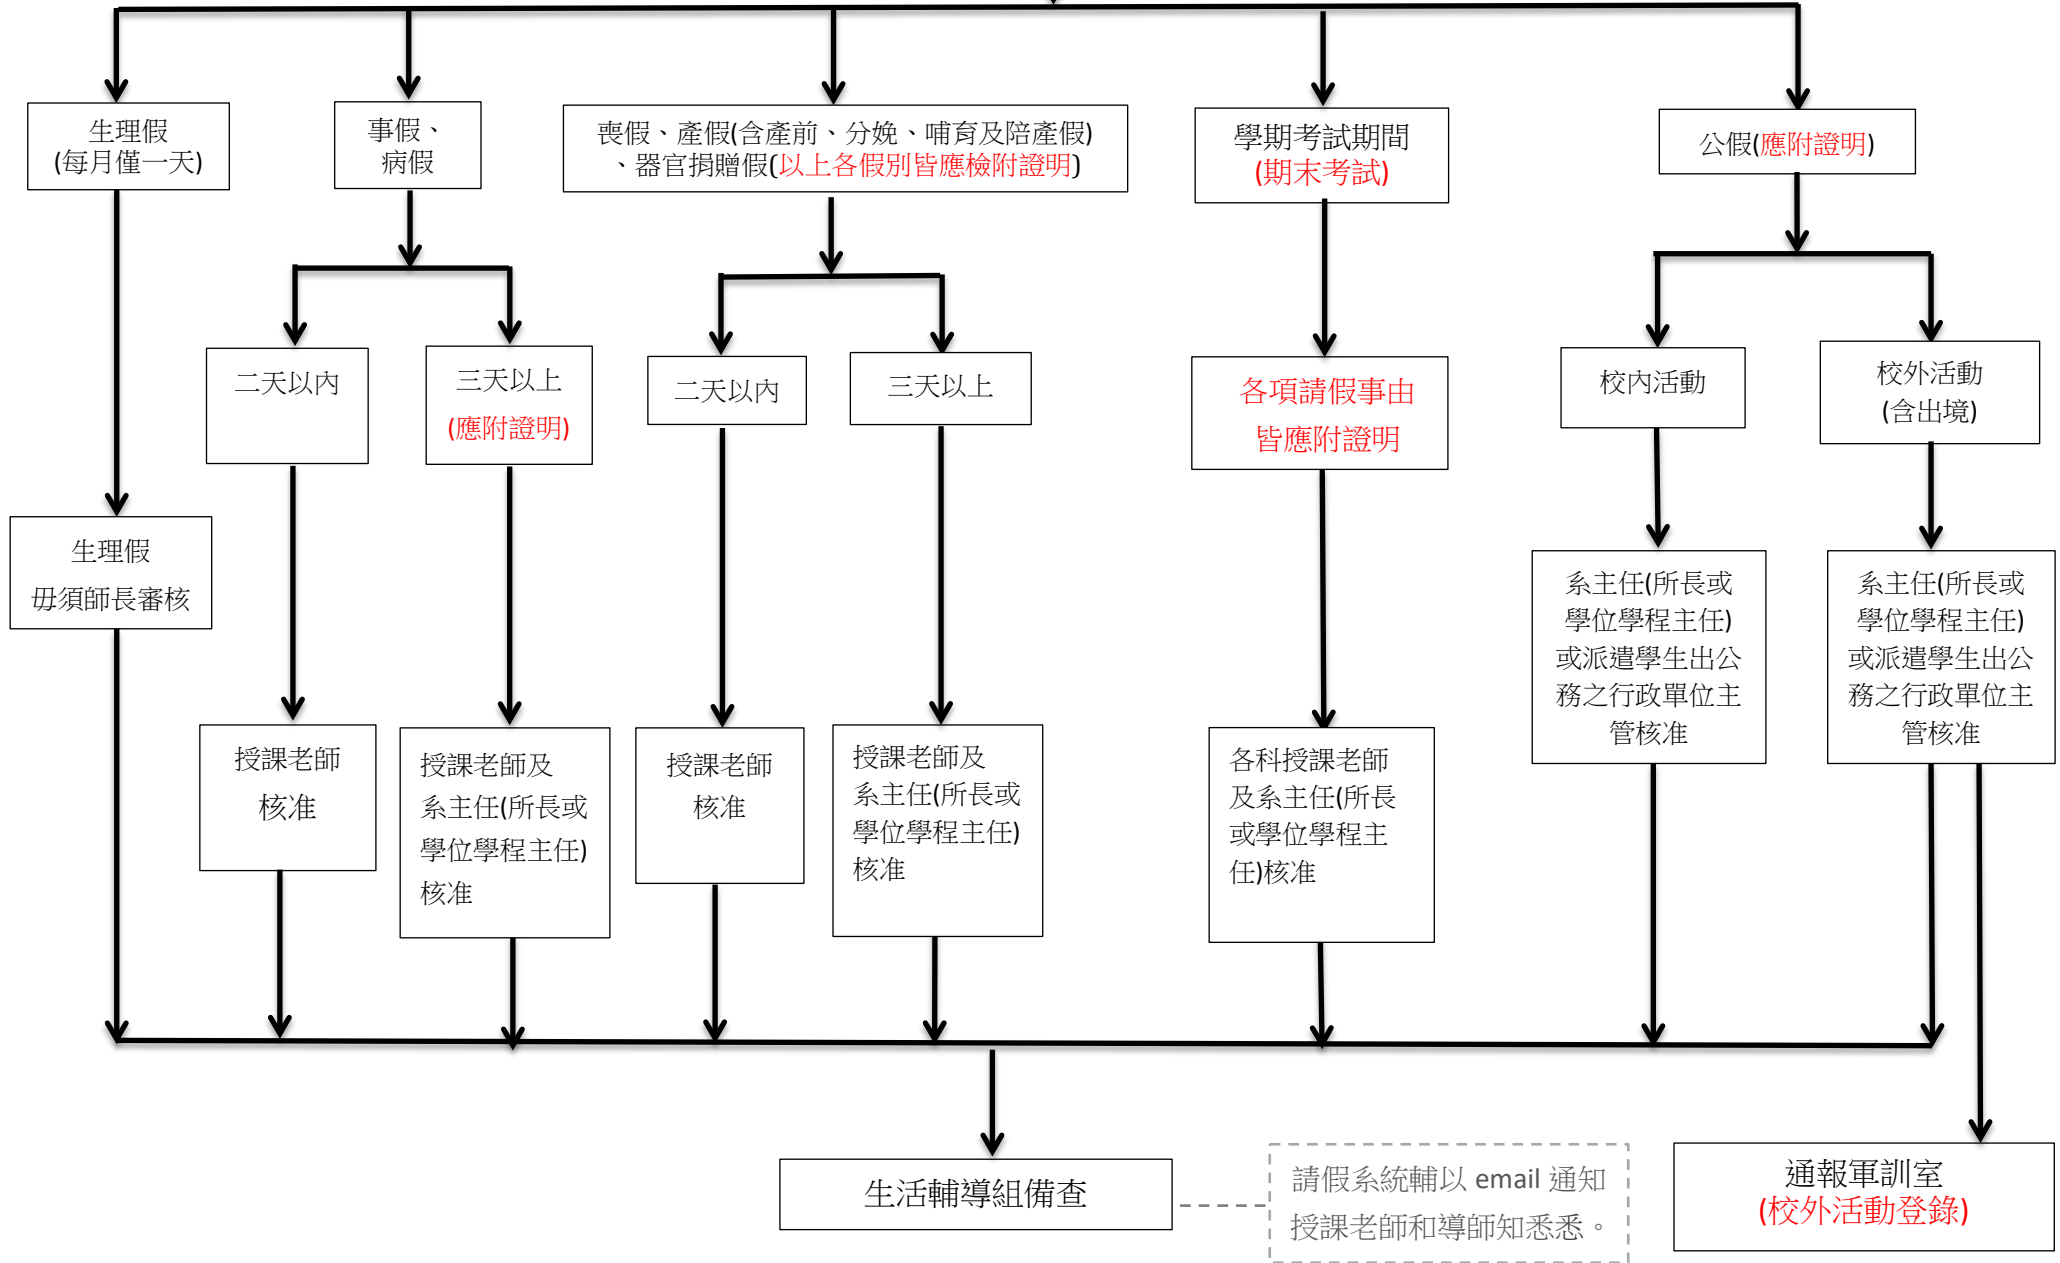 生理假
(每月僅一天)
事假、
病假
喪假、產假(含產前、分娩、哺育及陪產假)
、器官捐贈假(以上各假別皆應檢附證明)
學期考試期間
(期末考試)
公假(應附證明)
二天以內
三天以上
(應附證明)
二天以內
三天以上
各項請假事由
皆應附證明
校內活動
校外活動
(含出境)
生理假
毋須師長審核
授課老師
核准
授課老師及
系主任(所長或
學位學程主任)
核准
授課老師
核准
授課老師及
系主任(所長或
學位學程主任)
核准
各科授課老師
及系主任(所長
或學位學程主
任)核准
系主任(所長或
學位學程主任)
或派遣學生出公
務之行政單位主
管核准
系主任(所長或
學位學程主任)
或派遣學生出公
務之行政單位主
管核准
生活輔導組備查
請假系統輔以 email 通知
授課老師和導師知悉悉。
通報軍訓室
(校外活動登錄)